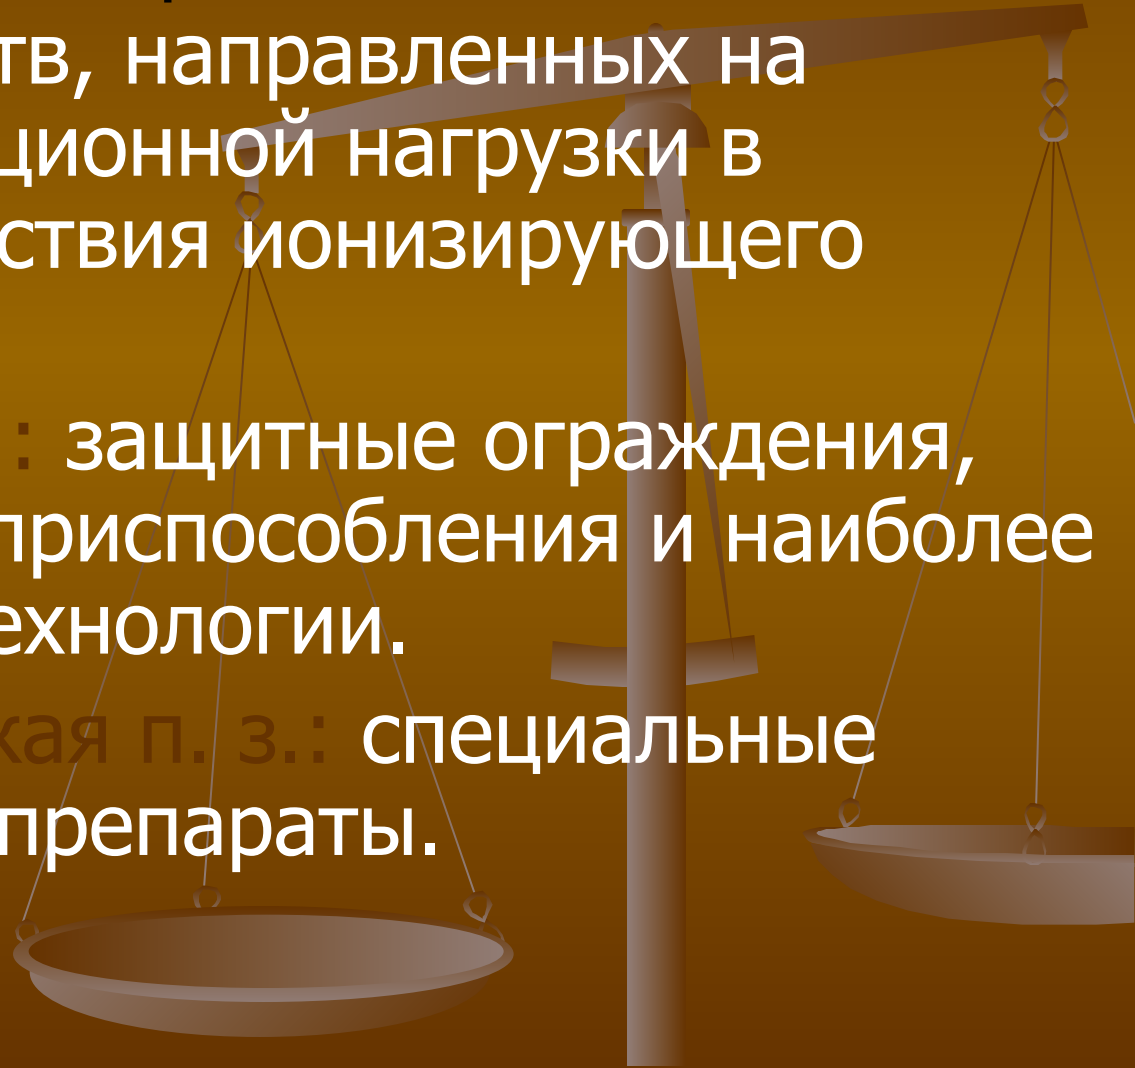 тв, направленных на
ционной нагрузки в
ствия ионизирующего
: защитные ограждения,
приспособления и наиболее
ехнологии.
кая п. з.: специальные
препараты.